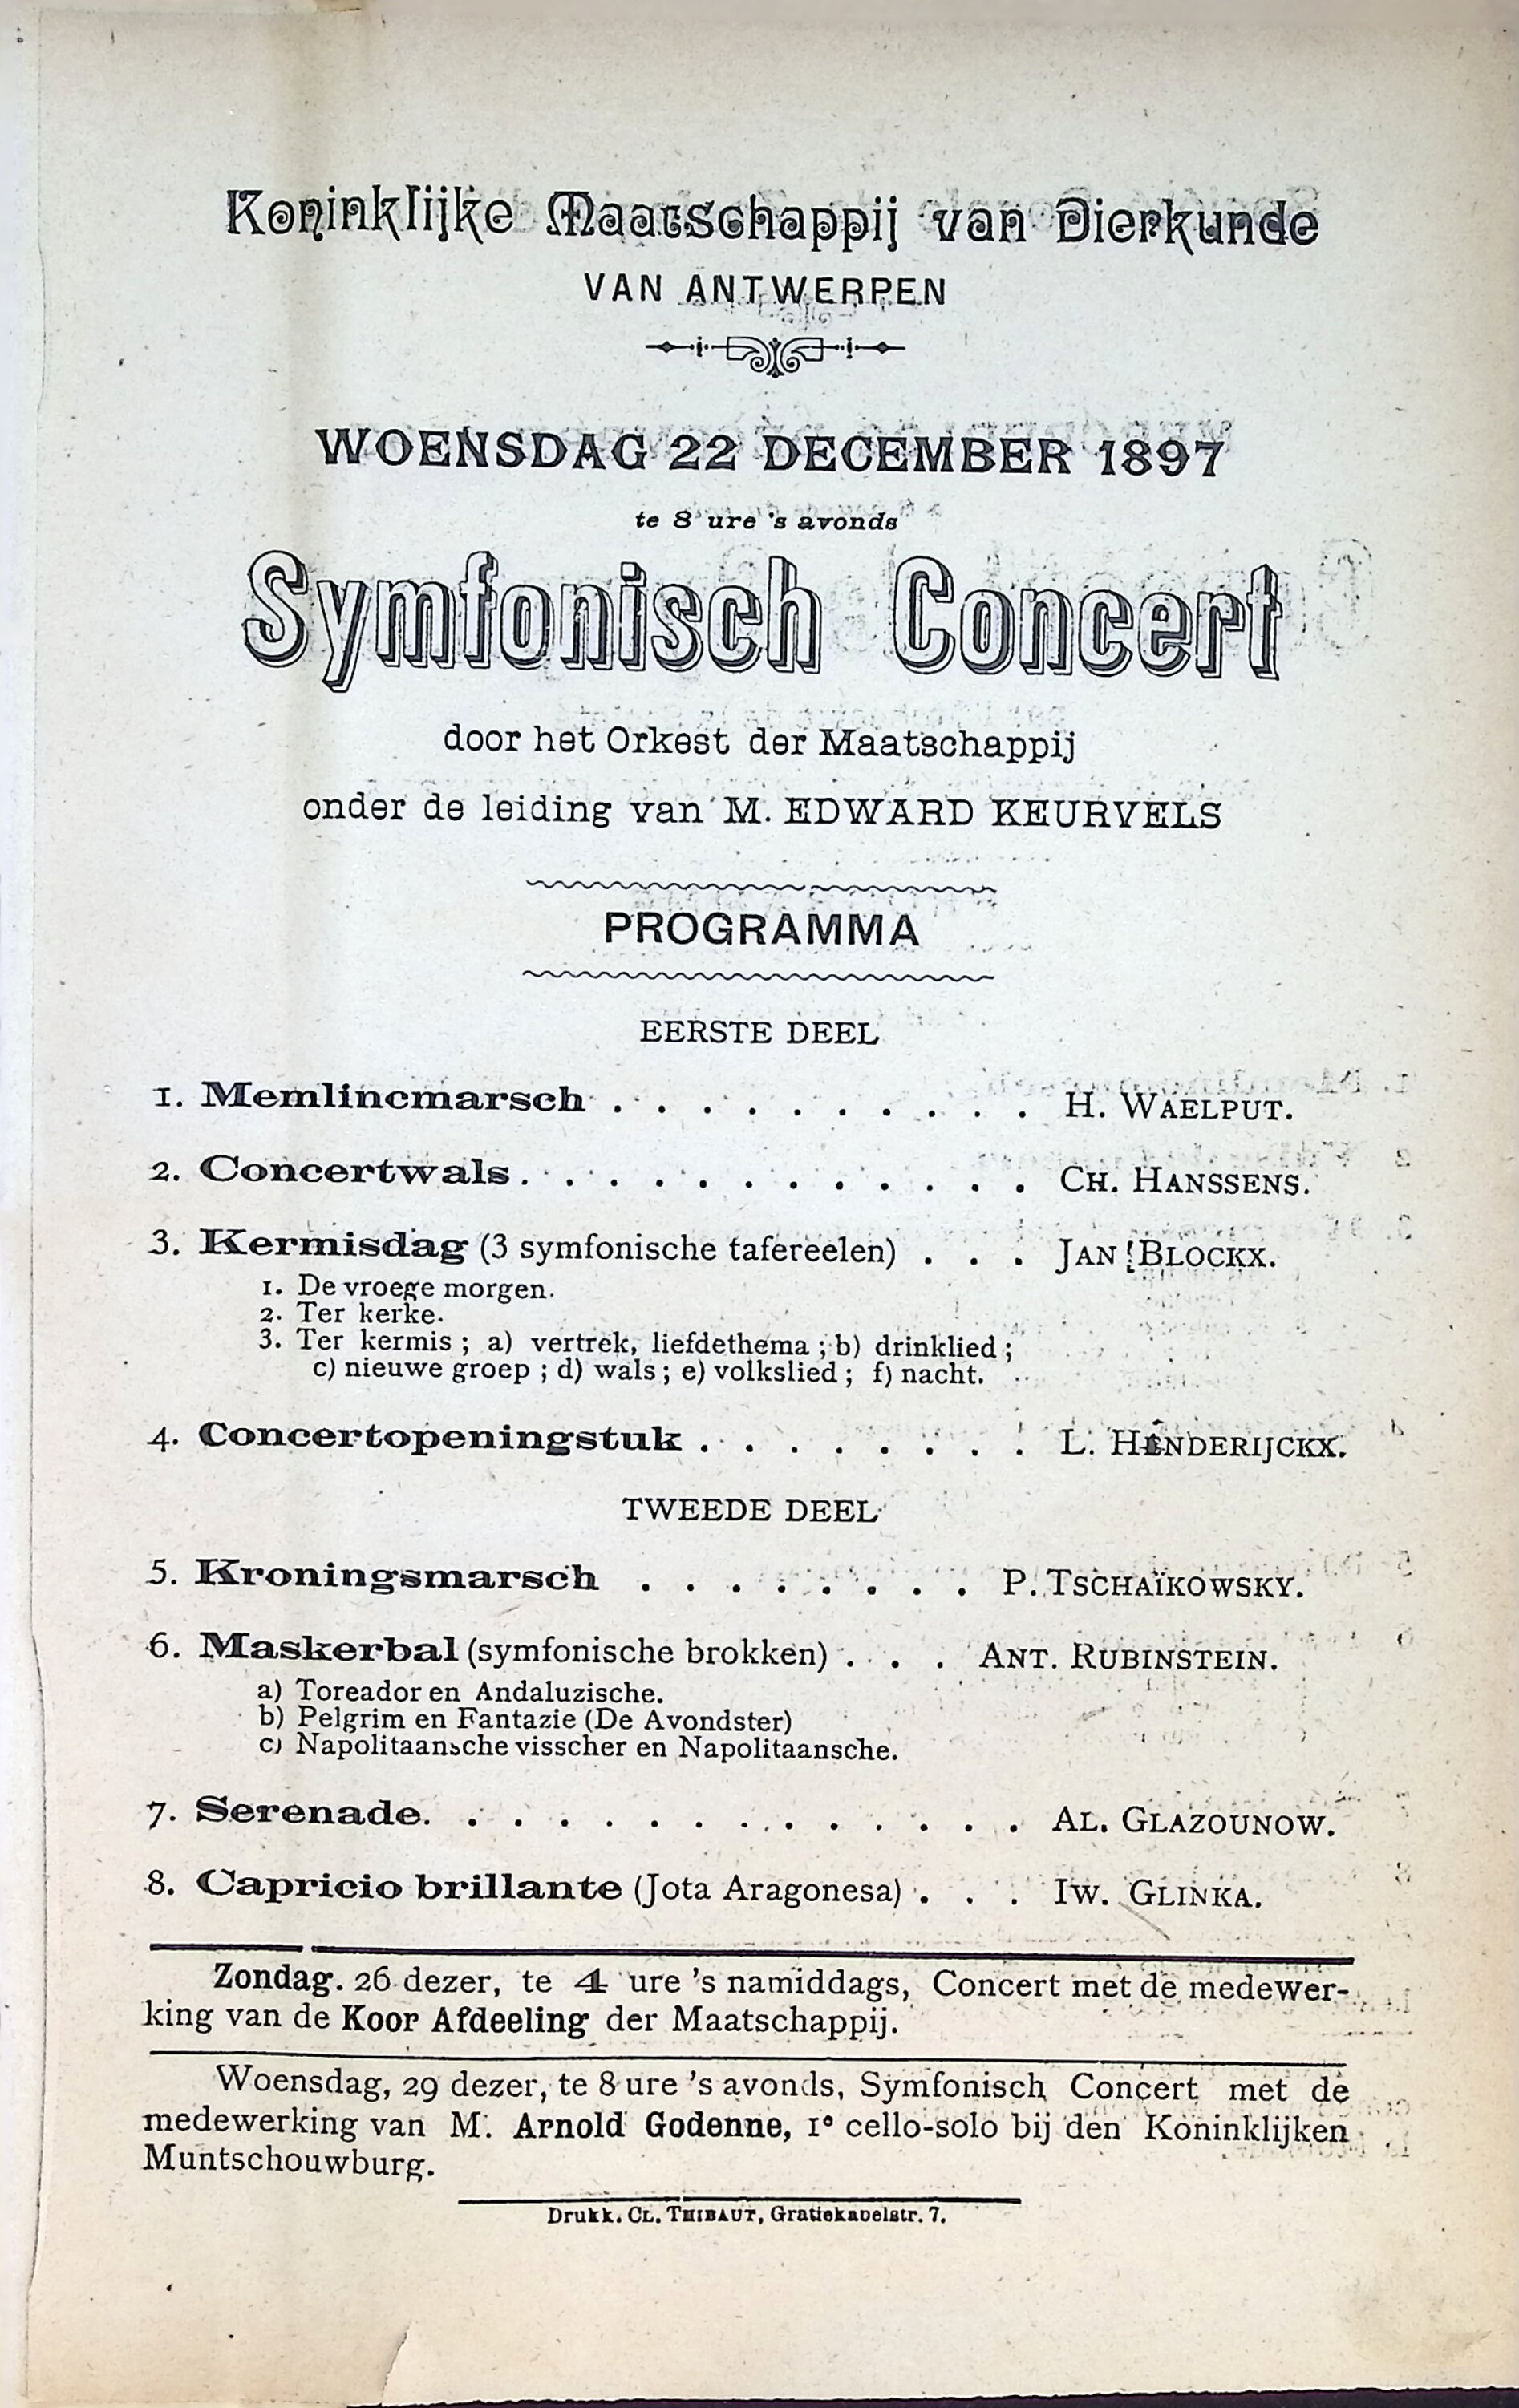 Koninklijke Maatschappij van Dierkunde
VAN ANTWERPEN
WOENSDAG 22 DECEMBER 1897
te 8 ure 's avonds
Symfonisch Concert
door het Orkest der Maatschappij
onder de leiding van M. EDWARD KEURVELS
PROGRAMMA
EERSTE DEEL
1. Memlincmarsch . . . . . . . . . . H. WAELPUT.
2. Concertwals. . . . . . . . . . . . CH. HANSSENS.
3. Kermisdag (3 symfonische tafereelen) . . . JAN BLOCKX.
1. De vroege morgen.
2. Ter kerke.
3. Ter kermis ; a) vertrek, liefdethema ; b) drinklied ;
c) nieuwe groep ; d) wals ; e) volkslied ; f) nacht.
4. Concertopeningstuk . . . . . . . . L. HENDERIJCKX.
TWEEDE DEEL
5. Kroningsmarsch . . . . . . . . P. TSCHAÏKOWSKY.
6. Maskerbal (symfonische brokken) . . . ANT. RUBINSTEIN.
a) Toreador en Andaluzische.
b) Pelgrim en Fantazie (De Avondster)
c) Napolitaansche visscher en Napolitaansche.
7. Serenade. . . . . . . . . . . . . . AL. GLAZOUNOW.
8. Capricio brillante (Jota Aragonesa) . . . IW. GLINKA.
Zondag. 26 dezer, te 4 ure 's namiddags, Concert met de medewer-
king van de Koor Afdeeling der Maatschappij.
Woensdag, 29 dezer, te 8 ure 's avonds, Symfonisch Concert met de
medewerking van M. Arnold Godenne, 1e cello-solo bij den Koninklijken
Muntschouwburg.
Drukk. CL. THIBAUT, Gratiekapelstr. 7.